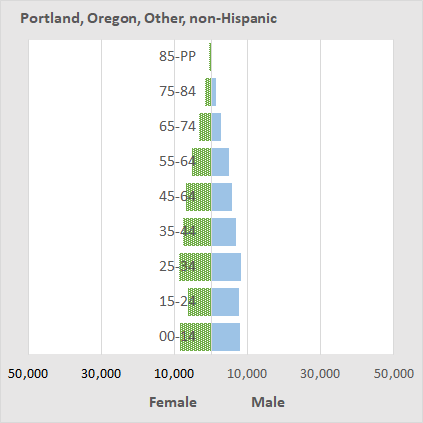 Portland, Oregon, Other, non-Hispanic
85-PP
75-84
65-74
55-64
45-64
35-44
25-34
15-24
00-14
50,000 30,000 10,000 10,000 30,000 50,000
Female Male